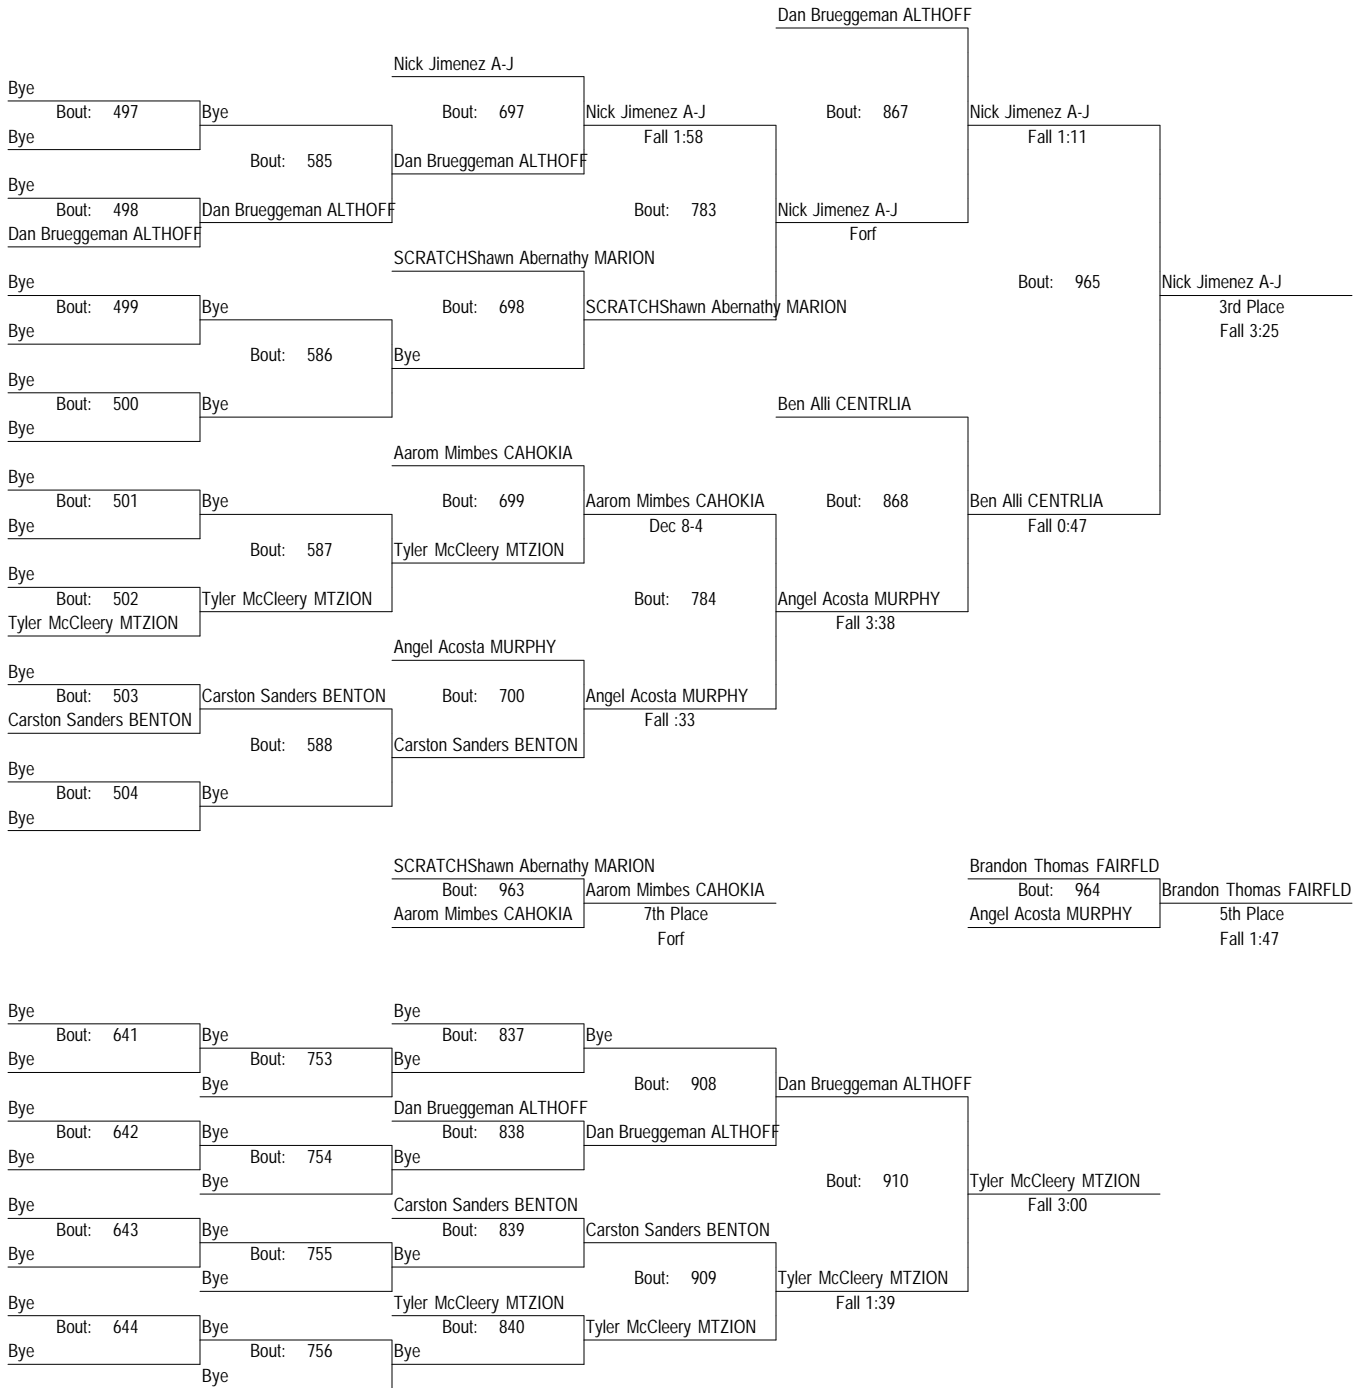 Dan Brueggeman ALTHOFF
Nick Jimenez A-J
Bye
Bout: 497 Bye Bout: 697 Nick Jimenez A-J Bout: 867 Nick Jimenez A-J
Bye Fall 1:58 Fall 1:11
Bout: 585 Dan Brueggeman ALTHOFF
Bye
Bout: 498 Dan Brueggeman ALTHOFF Bout: 783 Nick Jimenez A-J
Dan Brueggeman ALTHOFF Forf
SCRATCHShawn Abernathy MARION
Bye Bout: 965 Nick Jimenez A-J
Bout: 499 Bye Bout: 698 SCRATCHShawn Abernathy MARION 3rd Place
Bye Fall 3:25
Bout: 586 Bye
Bye
Bout: 500 Bye Ben Alli CENTRLIA
Bye
Aarom Mimbes CAHOKIA
Bye
Bout: 501 Bye Bout: 699 Aarom Mimbes CAHOKIA Bout: 868 Ben Alli CENTRLIA
Bye Dec 8-4 Fall 0:47
Bout: 587 Tyler McCleery MTZION
Bye
Bout: 502 Tyler McCleery MTZION Bout: 784 Angel Acosta MURPHY
Tyler McCleery MTZION Fall 3:38
Angel Acosta MURPHY
Bye
Bout: 503 Carston Sanders BENTON Bout: 700 Angel Acosta MURPHY
Carston Sanders BENTON Fall :33
Bout: 588 Carston Sanders BENTON
Bye
Bout: 504 Bye
Bye
SCRATCHShawn Abernathy MARION Brandon Thomas FAIRFLD
Bout: 963 Aarom Mimbes CAHOKIA Bout: 964 Brandon Thomas FAIRFLD
Aarom Mimbes CAHOKIA 7th Place Angel Acosta MURPHY 5th Place
Forf Fall 1:47
Bye Bye
Bout: 641 Bye Bout: 837 Bye
Bye Bout: 753 Bye
Bye Bout: 908 Dan Brueggeman ALTHOFF
Bye Dan Brueggeman ALTHOFF
Bout: 642 Bye Bout: 838 Dan Brueggeman ALTHOFF
Bye Bout: 754 Bye
Bye Bout: 910 Tyler McCleery MTZION
Bye Carston Sanders BENTON Fall 3:00
Bout: 643 Bye Bout: 839 Carston Sanders BENTON
Bye Bout: 755 Bye
Bye Bout: 909 Tyler McCleery MTZION
Bye Tyler McCleery MTZION Fall 1:39
Bout: 644 Bye Bout: 840 Tyler McCleery MTZION
Bye Bout: 756 Bye
Bye